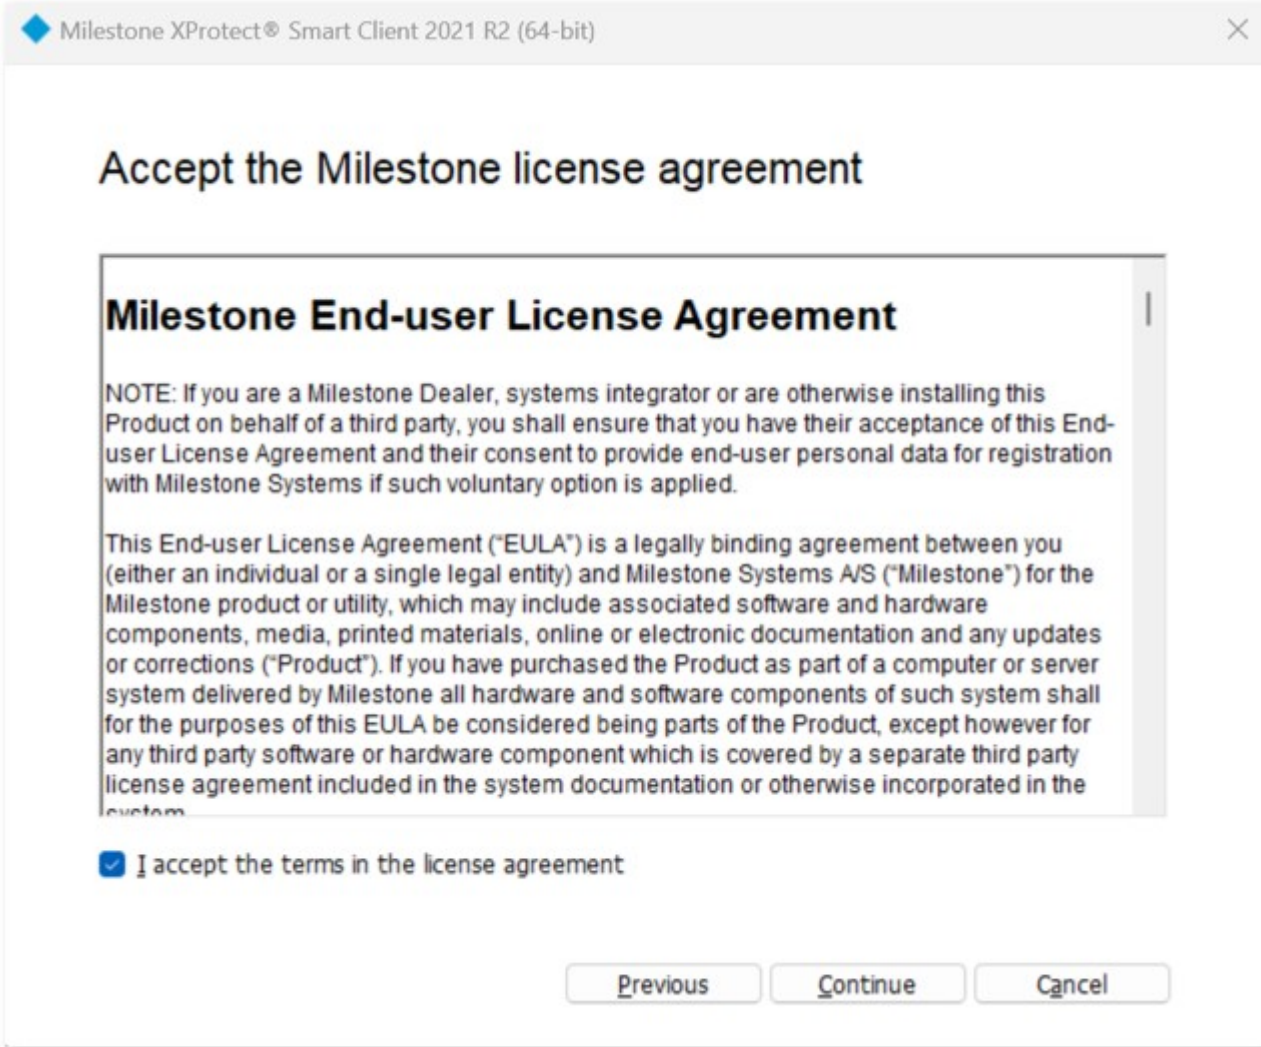 Milestone XProtect® Smart Client 2021 R2 (64-bit)
Accept the Milestone license agreement
Milestone End-user License Agreement
NOTE: If you are a Milestone Dealer, systems integrator or are otherwise installing this
Product on behalf of a third party, you shall ensure that you have their acceptance of this End-
user License Agreement and their consent to provide end-user personal data for registration
with Milestone Systems if such voluntary option is applied.
This End-user License Agreement (“EULA”) is a legally binding agreement between you
(either an individual or a single legal entity) and Milestone Systems A/S (“Milestone”) for the
Milestone product or utility, which may include associated software and hardware
components, media, printed materials, online or electronic documentation and any updates
or corrections (“Product”). If you have purchased the Product as part of a computer or server
system delivered by Milestone all hardware and software components of such system shall
for the purposes of this EULA be considered being parts of the Product, except however for
any third party software or hardware component which is covered by a separate third party
license agreement included in the system documentation or otherwise incorporated in the
system.
I accept the terms in the license agreement
Previous
Continue
Cancel